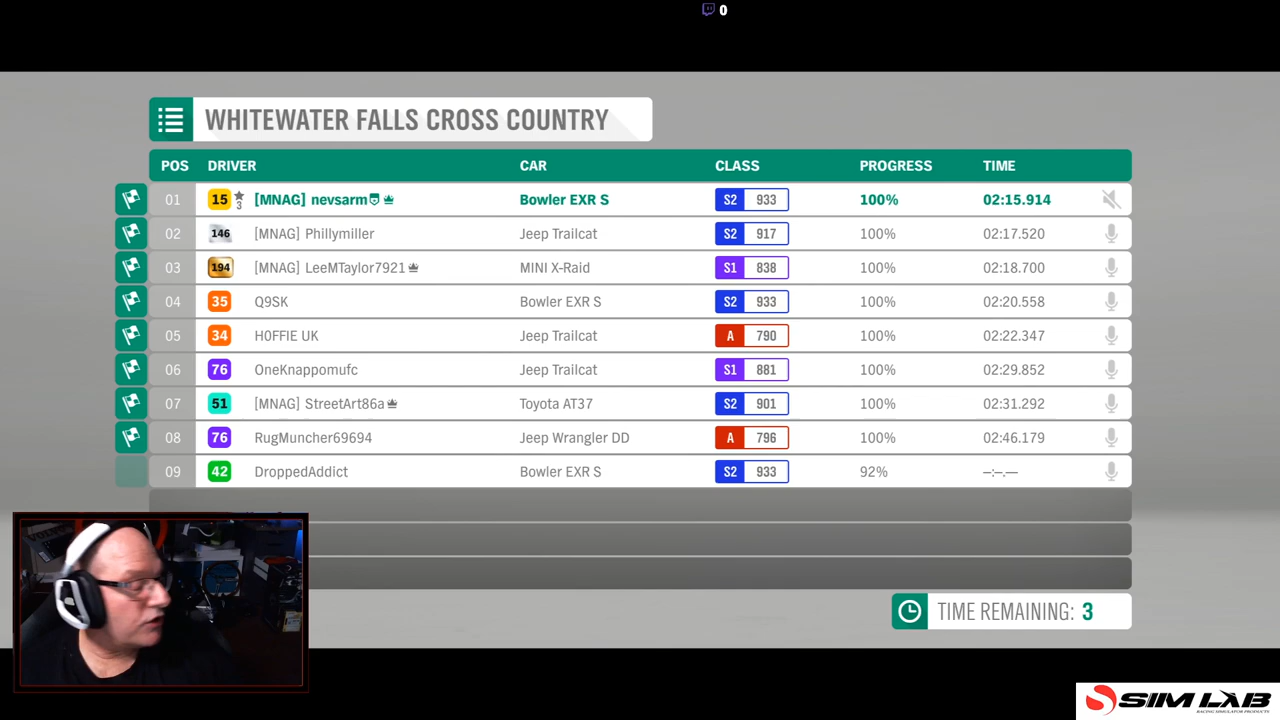 0
WHITEWATER FALLS CROSS COUNTRY
POS DRIVER CAR CLASS PROGRESS TIME
01 15 3 [MNAG] nevsarm Bowler EXR S S2 933 100% 02:15.914
02 146 [MNAG] Phillymiller Jeep Trailcat S2 917 100% 02:17.520
03 194 [MNAG] LeeMTaylor7921 MINI X-Raid S1 838 100% 02:18.700
04 35 Q9SK Bowler EXR S S2 933 100% 02:20.558
05 34 H0FFIE UK Jeep Trailcat A 790 100% 02:22.347
06 76 OneKnappomufc Jeep Trailcat S1 881 100% 02:29.852
07 51 [MNAG] StreetArt86a Toyota AT37 S2 901 100% 02:31.292
08 76 RugMuncher69694 Jeep Wrangler DD A 796 100% 02:46.179
09 42 DroppedAddict Bowler EXR S S2 933 92% --:--.---
TIME REMAINING: 3
SIM LAB
RACING SIMULATOR PRODUCTS